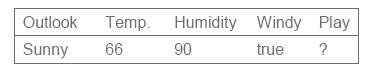 Outlook Temp. Humidity Windy Play
Sunny 66 90 true ?